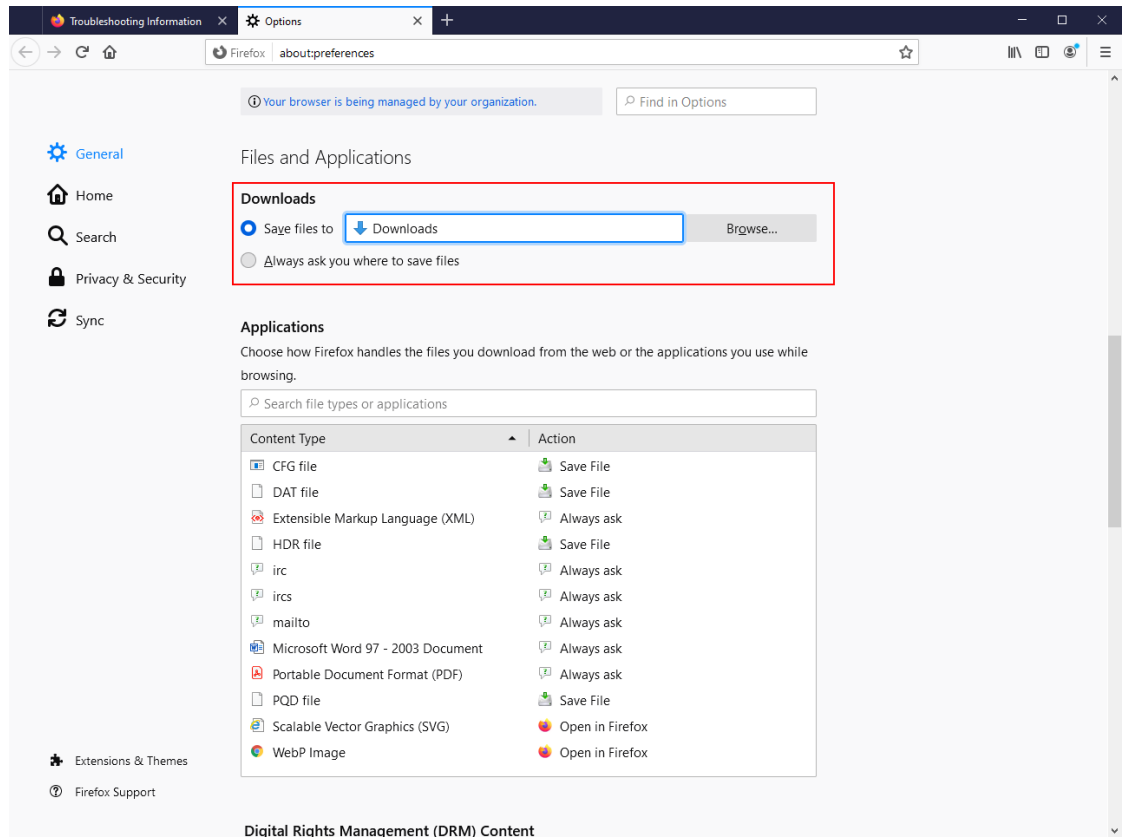 Troubleshooting Information
Options
Firefox about:preferences
Your browser is being managed by your organization.
Find in Options
General
Home
Search
Privacy & Security
Sync
Files and Applications
Downloads
Save files to Downloads Browse...
Always ask you where to save files
Applications
Choose how Firefox handles the files you download from the web or the applications you use while
browsing.
Search file types or applications
Content Type Action
CFG file Save File
DAT file Save File
Extensible Markup Language (XML) Always ask
HDR file Save File
irc Always ask
ircs Always ask
mailto Always ask
Microsoft Word 97 - 2003 Document Always ask
Portable Document Format (PDF) Always ask
PQD file Save File
Scalable Vector Graphics (SVG) Open in Firefox
WebP Image Open in Firefox
Extensions & Themes
Firefox Support
Digital Rights Management (DRM) Content